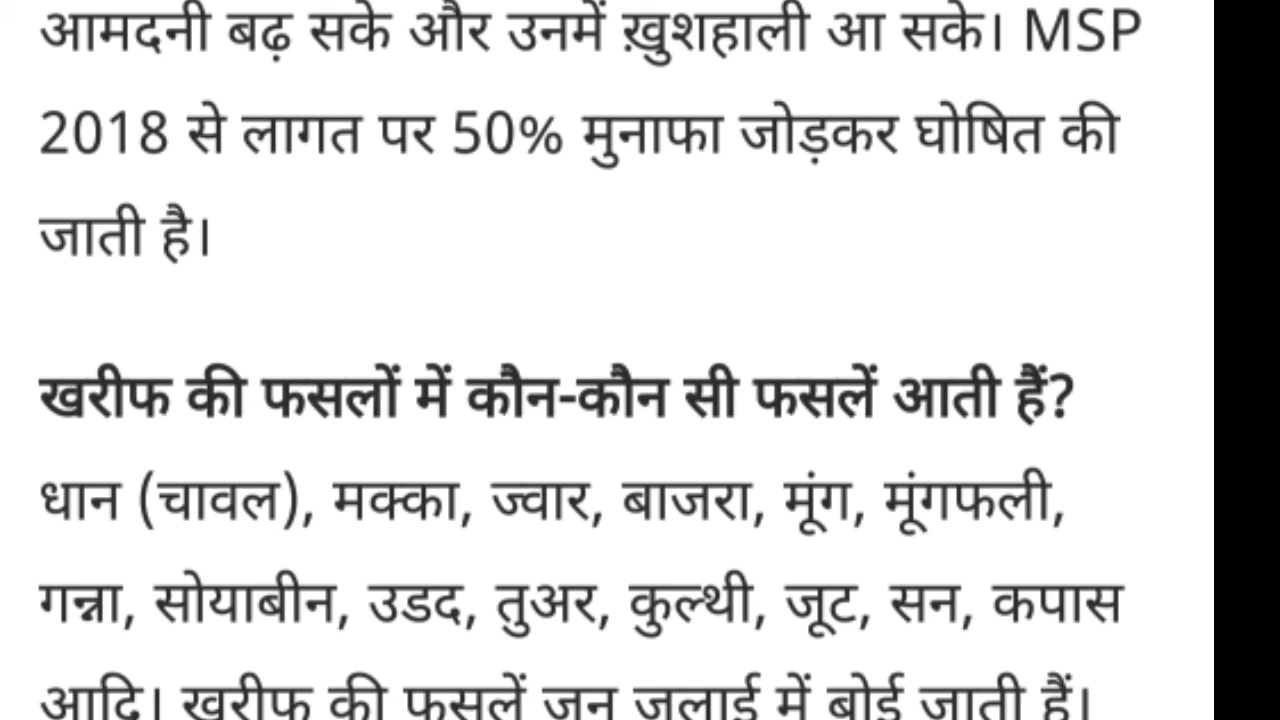 आमदनी बढ़ सके और उनमें ख़ुशहाली आ सके। MSP
2018 से लागत पर 50% मुनाफा जोड़कर घोषित की
जाती है।
खरीफ की फसलों में कौन-कौन सी फसलें आती हैं?
धान (चावल), मक्का, ज्वार, बाजरा, मूंग, मूंगफली,
गन्ना, सोयाबीन, उडद, तुअर, कुल्थी, जूट, सन, कपास
आदि। खरीफ की फसलें जून जुलाई में बोई जाती हैं।